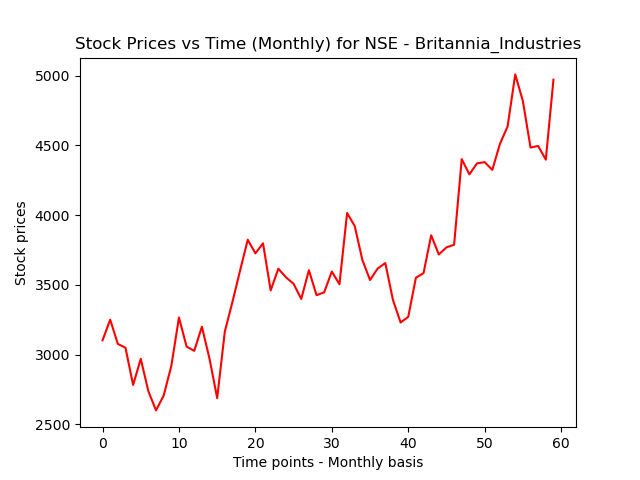 Stock Prices vs Time (Monthly) for NSE - Britannia_Industries
Stock prices
5000
4500
4000
3500
3000
2500
0 10 20 30 40 50 60
Time points - Monthly basis